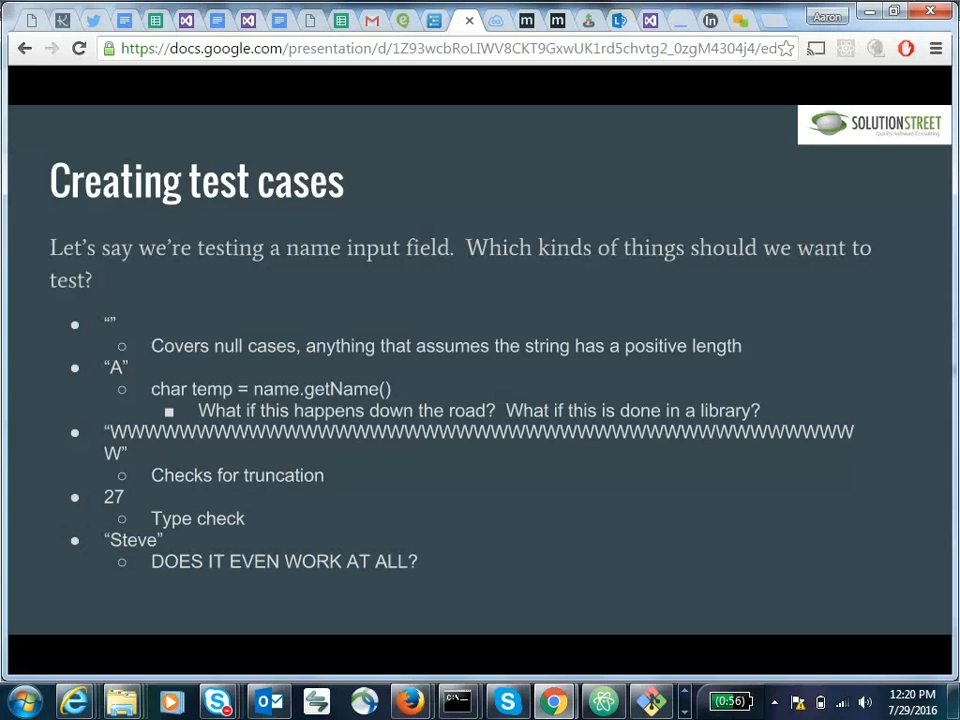 Aaron
https://docs.google.com/presentation/d/1Z93wcbRoLIWV8CKT9GxwUK1rd5chvtg2_0zgM4304j4/ed
SOLUTIONSTREET
Quality Software Consulting
Creating test cases
Let's say we're testing a name input field.  Which kinds of things should we want to
test?
“”
Covers null cases, anything that assumes the string has a positive length
“A”
char temp = name.getName()
What if this happens down the road?  What if this is done in a library?
“WWWWWWWWWWWWWWWWWWWWWWWWWWWWWWWWWWWWWWWWWWW
W”
Checks for truncation
27
Type check
“Steve”
DOES IT EVEN WORK AT ALL?
(0:56)
12:20 PM
7/29/2016